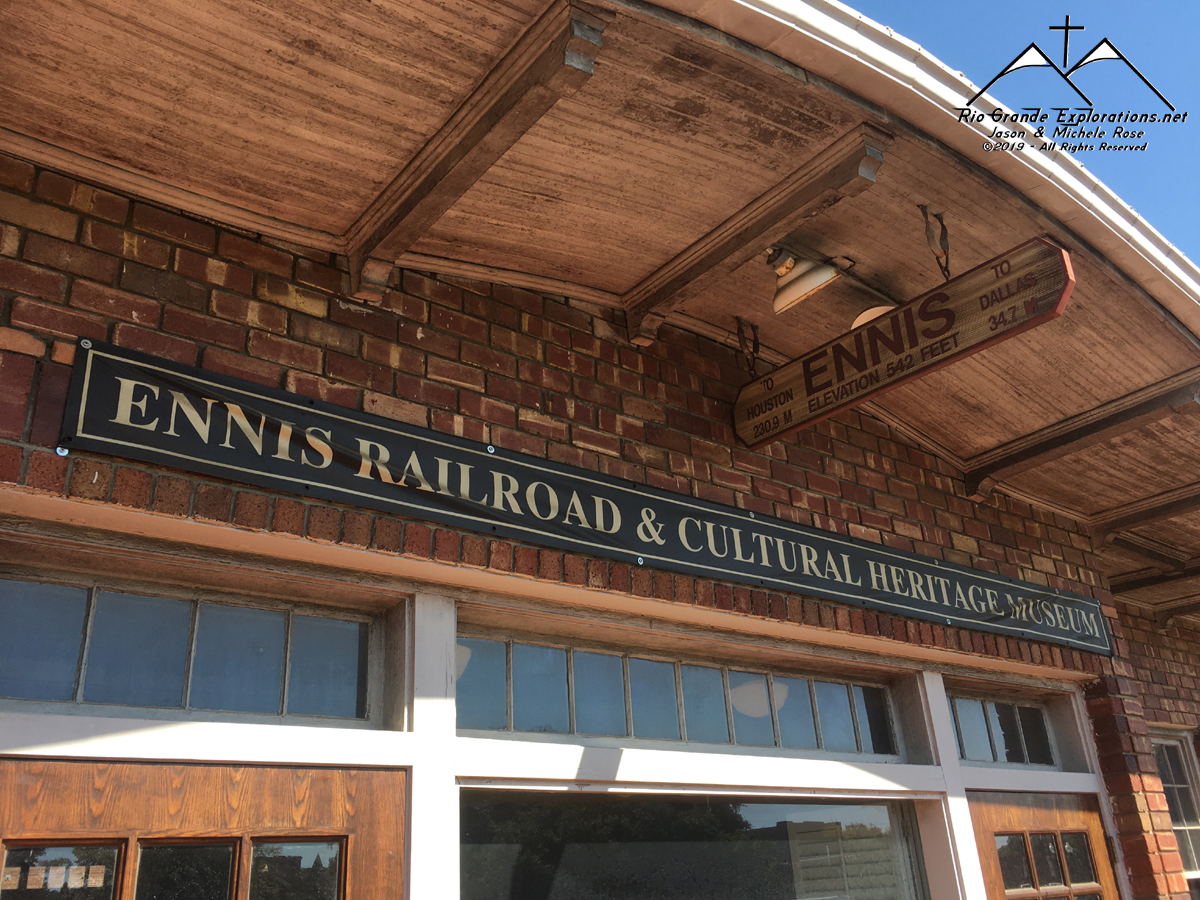 Rio Grande Explorations.net
Jason & Michele Rose
©2019 - All Rights Reserved
TO HOUSTON 230.9 M
ENNIS
ELEVATION 542 FEET
TO DALLAS 34.7 M
ENNIS RAILROAD & CULTURAL HERITAGE MUSEUM